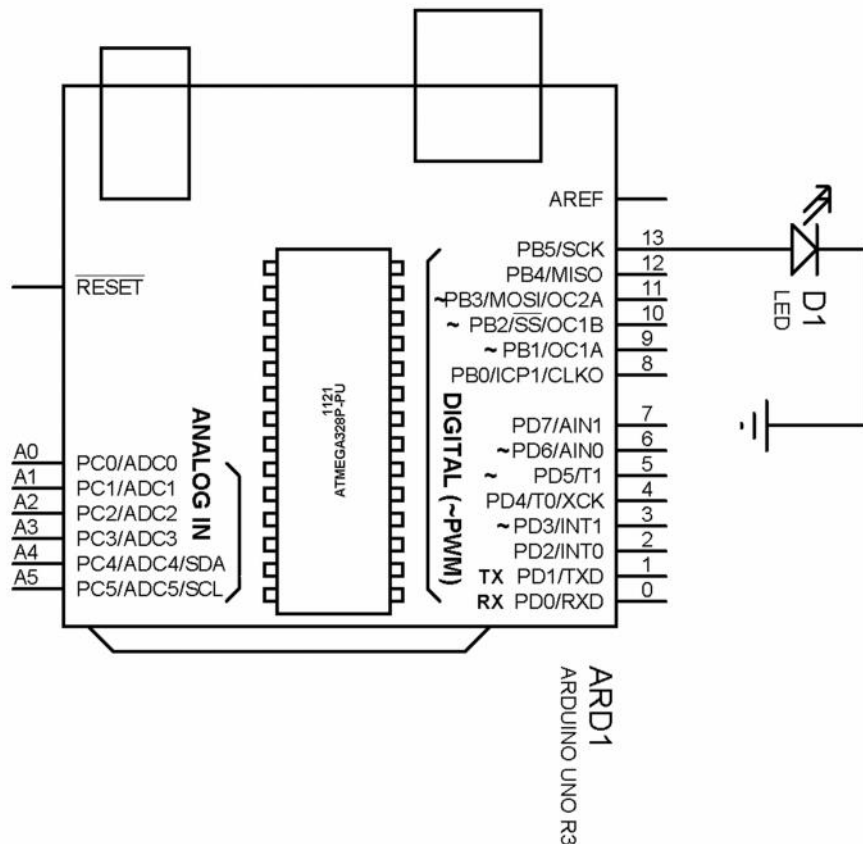 AREF
PB5/SCK 13
PB4/MISO 12
~PB3/MOSI/OC2A 11
~ PB2/SS/OC1B 10
~ PB1/OC1A 9
PB0/ICP1/CLKO 8
PD7/AIN1 7
~PD6/AIN0 6
~ PD5/T1 5
PD4/T0/XCK 4
~PD3/INT1 3
PD2/INT0 2
TX PD1/TXD 1
RX PD0/RXD 0
RESET
A0 PC0/ADC0
A1 PC1/ADC1
A2 PC2/ADC2
A3 PC3/ADC3
A4 PC4/ADC4/SDA
A5 PC5/ADC5/SCL
ANALOG IN
1121
ATMEGA328P-PU
DIGITAL (~PWM)
D1
LED
ARD1
ARDUINO UNO R3